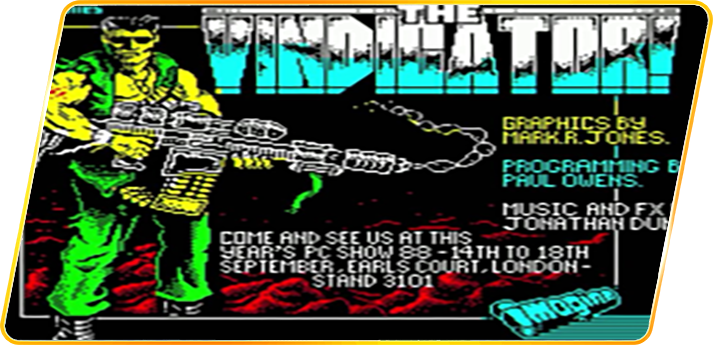 THE
VINDICATOR!
GRAPHICS BY
MARK.R.JONES.
PROGRAMMING B
PAUL OWENS.
MUSIC AND FX
JONATHAN DUN
COME AND SEE US AT THIS
YEAR'S PC SHOW 88 -14TH TO 18TH
SEPTEMBER, EARLS COURT, LONDON-
STAND 3101
Imagine